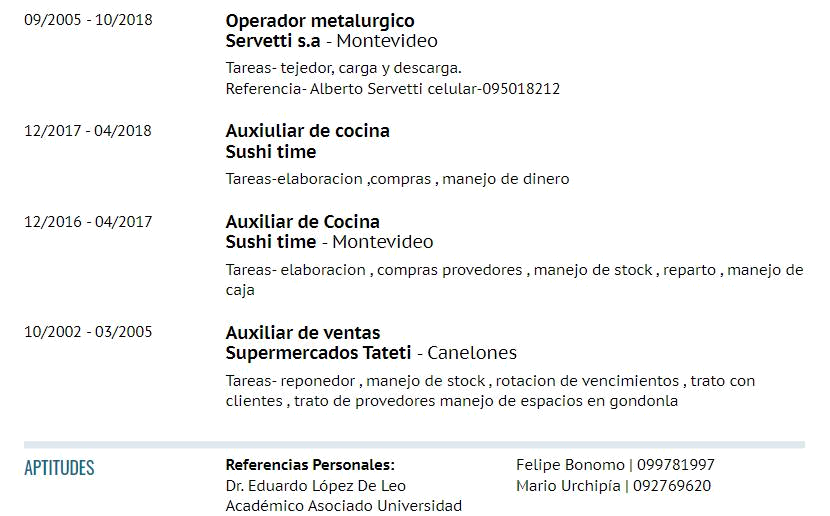 09/2005 - 10/2018
Operador metalurgico
Servetti s.a - Montevideo
Tareas- tejedor, carga y descarga.
Referencia- Alberto Servetti celular-095018212
12/2017 - 04/2018
Auxiuliar de cocina
Sushi time
Tareas-elaboracion ,compras , manejo de dinero
12/2016 - 04/2017
Auxiliar de Cocina
Sushi time - Montevideo
Tareas- elaboracion , compras provedores , manejo de stock , reparto , manejo de
caja
10/2002 - 03/2005
Auxiliar de ventas
Supermercados Tateti - Canelones
Tareas- reponedor , manejo de stock , rotacion de vencimientos , trato con
clientes , trato de provedores manejo de espacios en gondonla
APTITUDES
Referencias Personales:
Dr. Eduardo López De Leo
Académico Asociado Universidad
Felipe Bonomo | 099781997
Mario Urchipía | 092769620